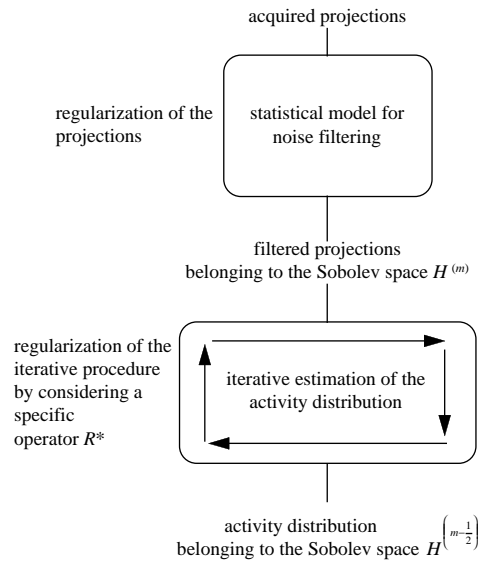 acquired projections
regularization of the
projections
statistical model for
noise filtering
filtered projections
belonging to the Sobolev space H (m)
regularization of the
iterative procedure
by considering a
specific
operator R*
iterative estimation of the
activity distribution
activity distribution
belonging to the Sobolev space H (m-1/2)